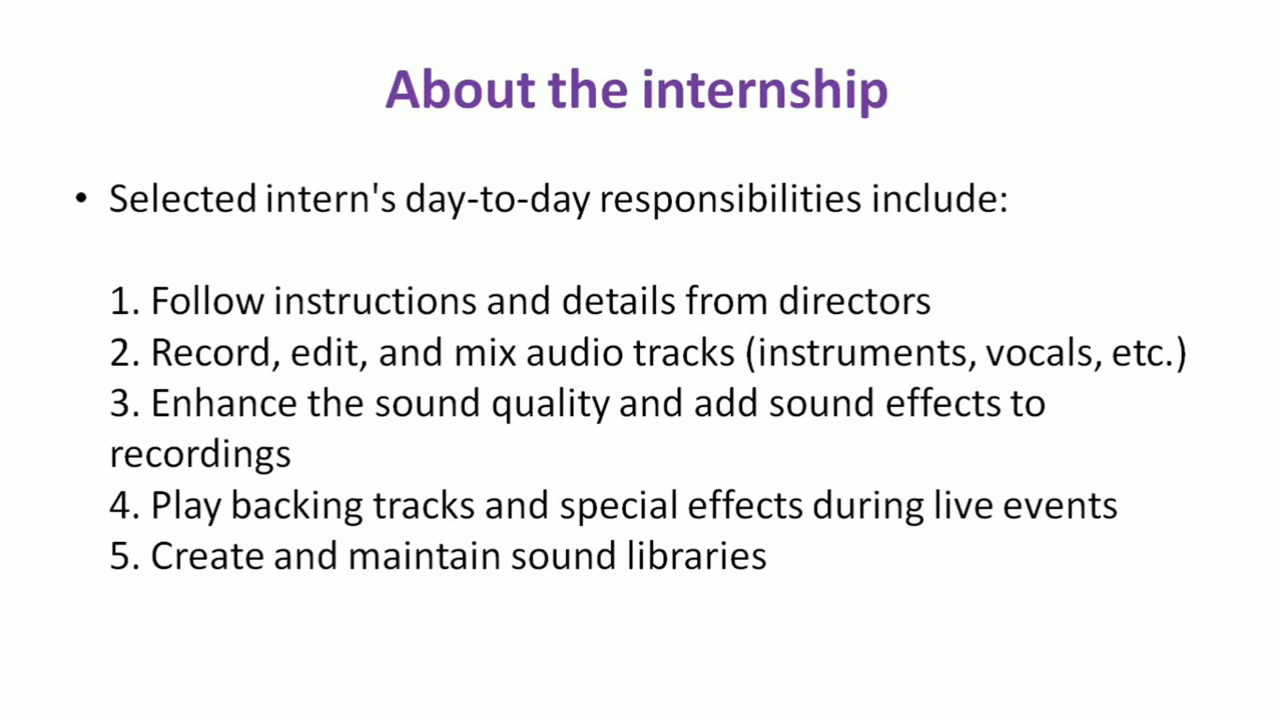 About the internship
• Selected intern's day-to-day responsibilities include:
1. Follow instructions and details from directors
2. Record, edit, and mix audio tracks (instruments, vocals, etc.)
3. Enhance the sound quality and add sound effects to
recordings
4. Play backing tracks and special effects during live events
5. Create and maintain sound libraries